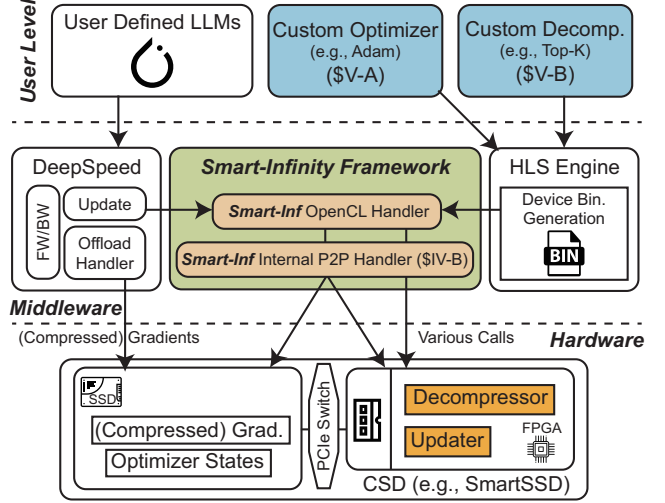 User Level
User Defined LLMs
Custom Optimizer
(e.g., Adam)
($V-A)
Custom Decomp.
(e.g., Top-K)
($V-B)
DeepSpeed
FW/BW
Update
Offload
Handler
Smart-Infinity Framework
Smart-Inf OpenCL Handler
Smart-Inf Internal P2P Handler ($IV-B)
HLS Engine
Device Bin.
Generation
BIN
Middleware
(Compressed) Gradients
Various Calls
Hardware
SSD
(Compressed) Grad.
Optimizer States
PCIe Switch
Decompressor
Updater
FPGA
CSD (e.g., SmartSSD)